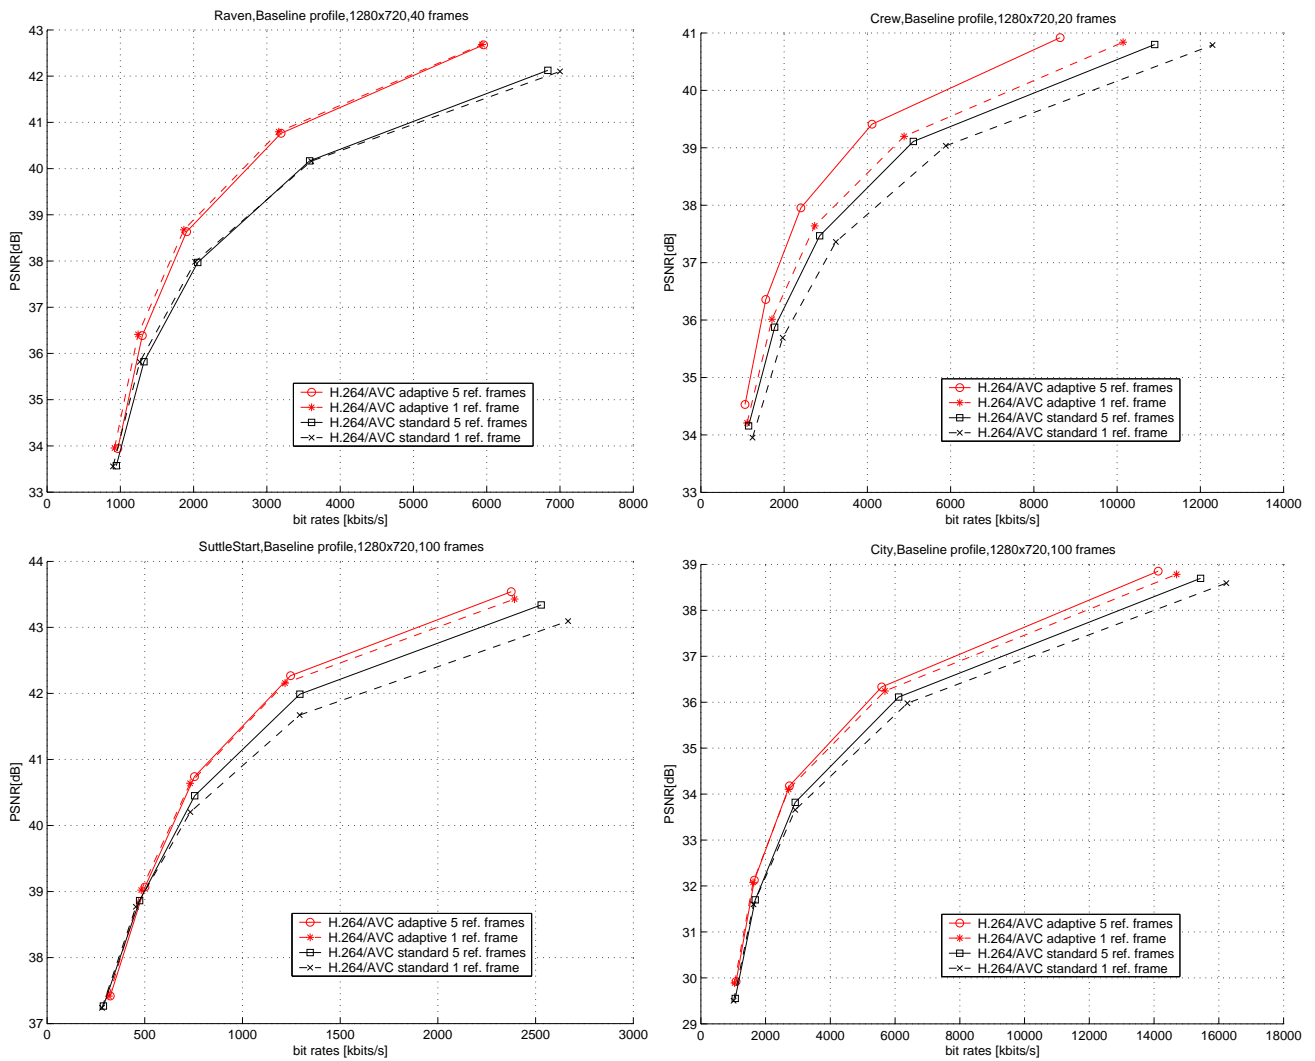 Raven,Baseline profile,1280x720,40 frames
43
42
41
40
39
38
37
36
35
34
33
PSNR[dB]
H.264/AVC adaptive 5 ref. frames
H.264/AVC adaptive 1 ref. frame
H.264/AVC standard 5 ref. frames
H.264/AVC standard 1 ref. frame
0 1000 2000 3000 4000 5000 6000 7000 8000
bit rates [kbits/s]
Crew,Baseline profile,1280x720,20 frames
41
40
39
38
37
36
35
34
33
PSNR[dB]
H.264/AVC adaptive 5 ref. frames
H.264/AVC adaptive 1 ref. frame
H.264/AVC standard 5 ref. frames
H.264/AVC standard 1 ref. frame
0 2000 4000 6000 8000 10000 12000 14000
bit rates [kbits/s]
SuttleStart,Baseline profile,1280x720,100 frames
44
43
42
41
40
39
38
37
PSNR[dB]
H.264/AVC adaptive 5 ref. frames
H.264/AVC adaptive 1 ref. frame
H.264/AVC standard 5 ref. frames
H.264/AVC standard 1 ref. frame
0 500 1000 1500 2000 2500 3000
bit rates [kbits/s]
City,Baseline profile,1280x720,100 frames
39
38
37
36
35
34
33
32
31
30
29
PSNR[dB]
H.264/AVC adaptive 5 ref. frames
H.264/AVC adaptive 1 ref. frame
H.264/AVC standard 5 ref. frames
H.264/AVC standard 1 ref. frame
0 2000 4000 6000 8000 10000 12000 14000 16000 18000
bit rates [kbits/s]